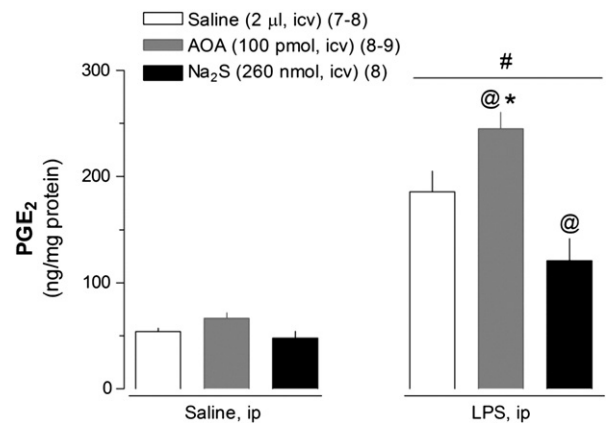 Saline (2 μl, icv) (7-8)
AOA (100 pmol, icv) (8-9)
Na₂S (260 nmol, icv) (8)
300
200
100
0
PGE₂
(ng/mg protein)
#
@ *
@
Saline, ip
LPS, ip